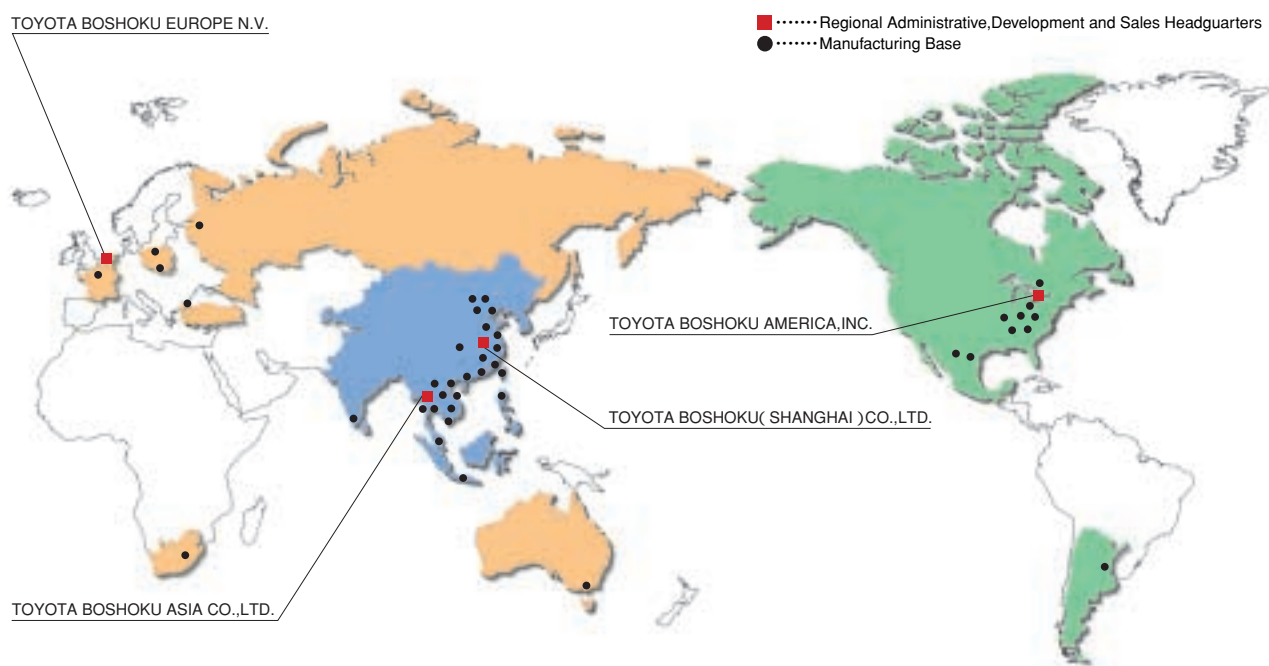 TOYOTA BOSHOKU EUROPE N.V.
■ ······ Regional Administrative,Development and Sales Headguarters
● ······ Manufacturing Base
TOYOTA BOSHOKU AMERICA,INC.
TOYOTA BOSHOKU( SHANGHAI )CO.,LTD.
TOYOTA BOSHOKU ASIA CO.,LTD.